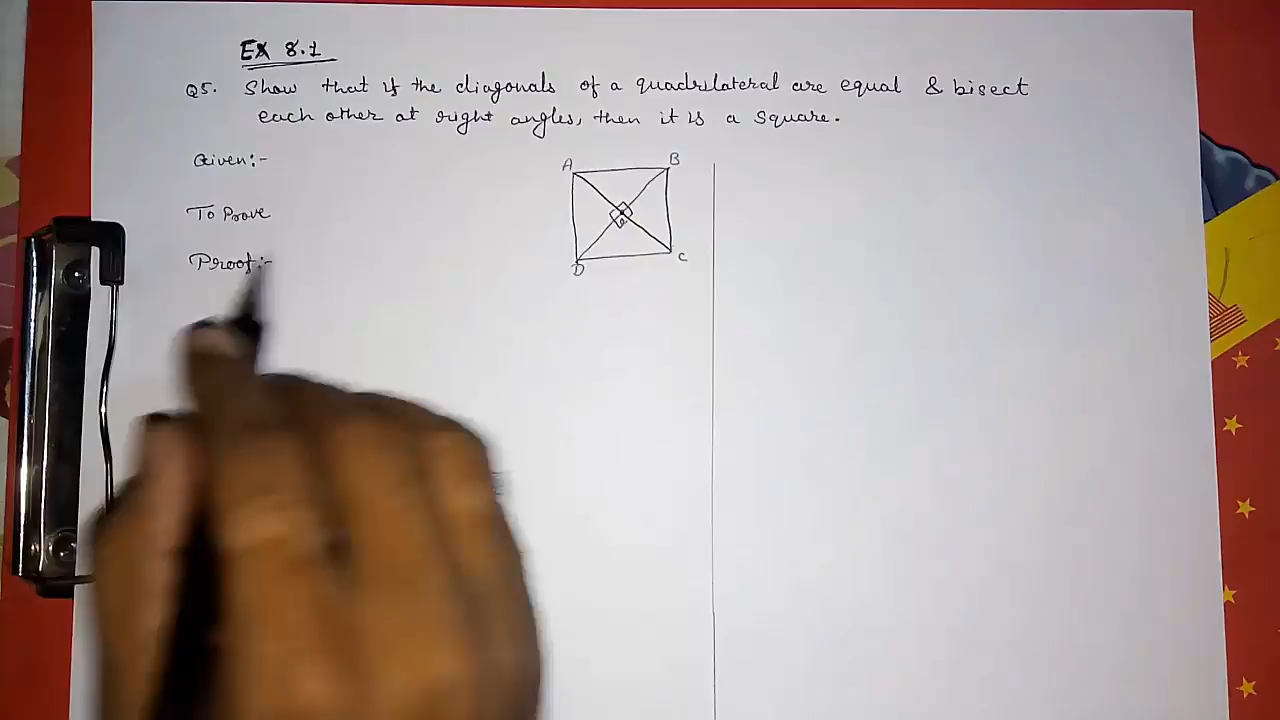 EX 8.1
Q5. Show that if the diagonals of a quadrilateral are equal & bisect
each other at right angles, then it is a square.
Given:-
A B
To Prove
O
Proof:-
D C